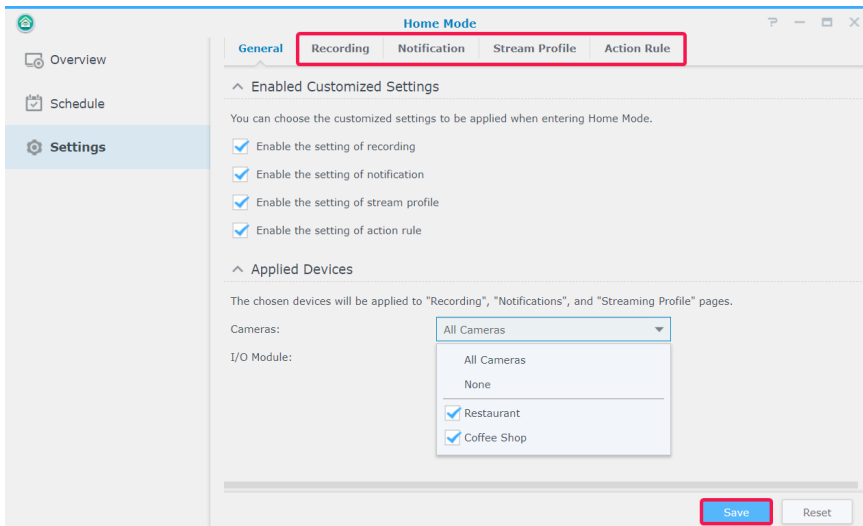 Home Mode
Overview
Schedule
Settings
General Recording Notification Stream Profile Action Rule
Enabled Customized Settings
You can choose the customized settings to be applied when entering Home Mode.
Enable the setting of recording
Enable the setting of notification
Enable the setting of stream profile
Enable the setting of action rule
Applied Devices
The chosen devices will be applied to "Recording", "Notifications", and "Streaming Profile" pages.
Cameras: All Cameras
I/O Module:
All Cameras
None
Restaurant
Coffee Shop
Save Reset